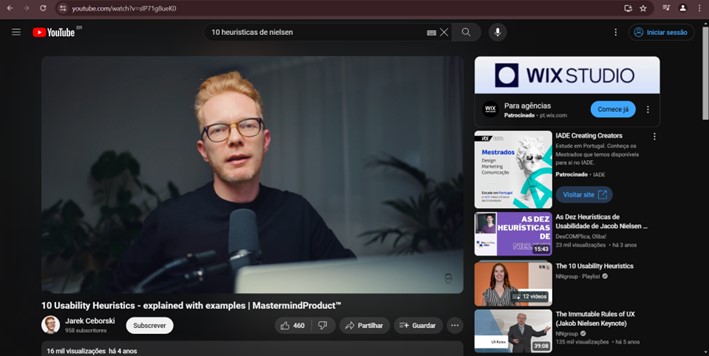 youtube.com/watch?v=slP71g8ueK0
YouTube BR
10 heuristicas de nielsen
Iniciar sessão
WIX STUDIO
WIX
Para agências
Patrocinado · pt.wix.com
Comece já
Mestrados
Design
Marketing
Comunicação
IADE Creating Creators
Estude em Portugal. Conheça os
Mestrados que temos disponíveis
para si no IADE.
Patrocinado · IADE
Visitar site
AS DEZ
HEURÍSTICAS
DE
15:43
As Dez Heurísticas de
Usabilidade de Jacob Nielsen ...
DesCOMPlica, Oliba!
23 mil visualizações · há 3 anos
12 vídeos
The 10 Usability Heuristics
NNgroup · Playlist
39:08
The Immutable Rules of UX
(Jakob Nielsen Keynote)
NNgroup
135 mil visualizações · há 5 anos
10 Usability Heuristics - explained with examples | MastermindProduct™
Jarek Ceborski
958 subscritores
Subscrever
460
Partilhar
Guardar
16 mil visualizações há 4 anos